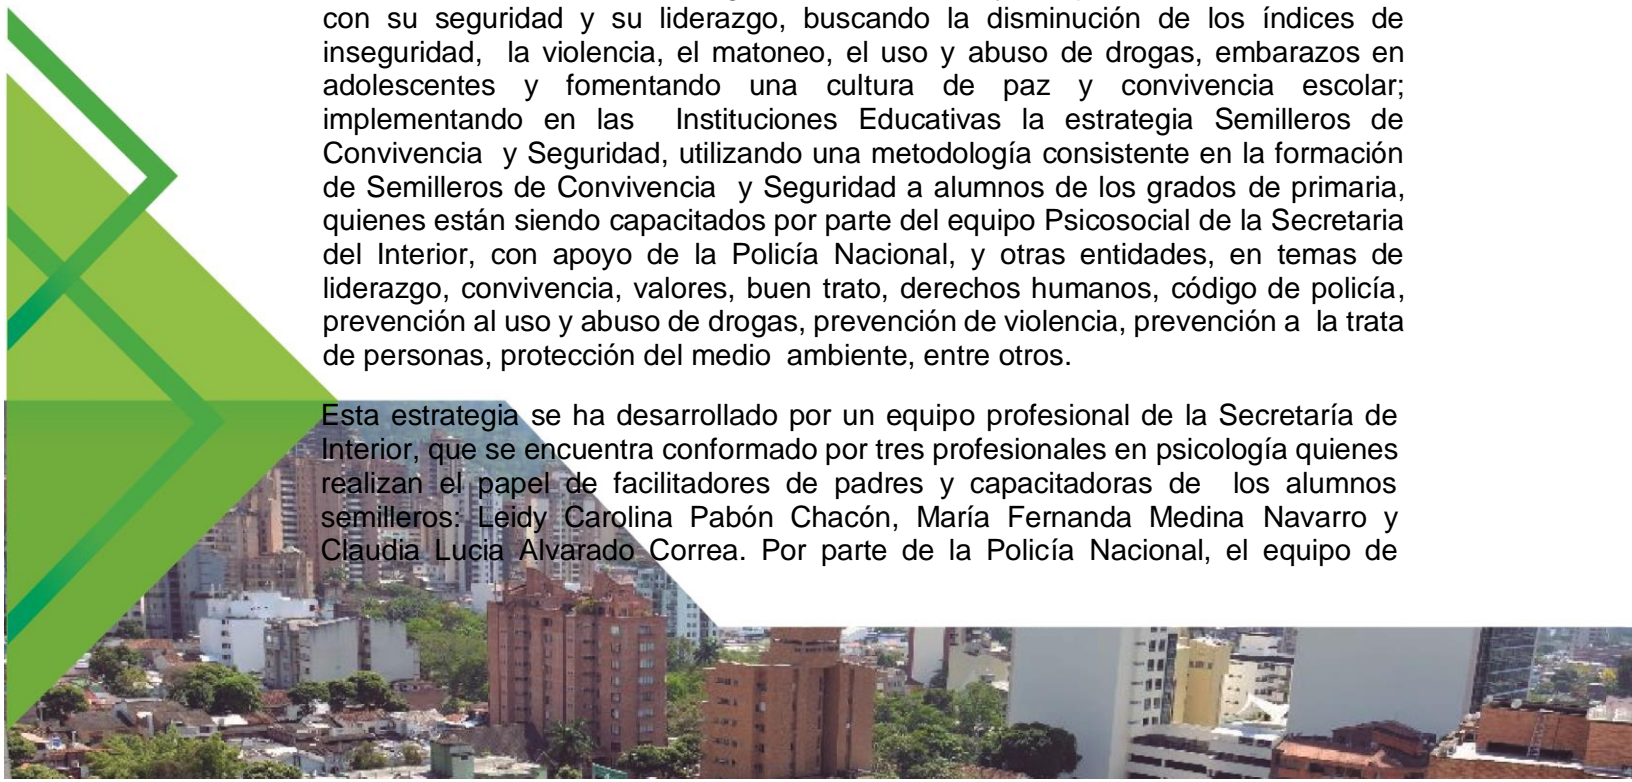 con su seguridad y su liderazgo, buscando la disminución de los índices de
inseguridad, la violencia, el matoneo, el uso y abuso de drogas, embarazos en
adolescentes y fomentando una cultura de paz y convivencia escolar;
implementando en las Instituciones Educativas la estrategia Semilleros de
Convivencia y Seguridad, utilizando una metodología consistente en la formación
de Semilleros de Convivencia y Seguridad a alumnos de los grados de primaria,
quienes están siendo capacitados por parte del equipo Psicosocial de la Secretaria
del Interior, con apoyo de la Policía Nacional, y otras entidades, en temas de
liderazgo, convivencia, valores, buen trato, derechos humanos, código de policía,
prevención al uso y abuso de drogas, prevención de violencia, prevención a la trata
de personas, protección del medio ambiente, entre otros.
Esta estrategia se ha desarrollado por un equipo profesional de la Secretaría de
Interior, que se encuentra conformado por tres profesionales en psicología quienes
realizan el papel de facilitadores de padres y capacitadoras de los alumnos
semilleros: Leidy Carolina Pabón Chacón, María Fernanda Medina Navarro y
Claudia Lucia Alvarado Correa. Por parte de la Policía Nacional, el equipo de